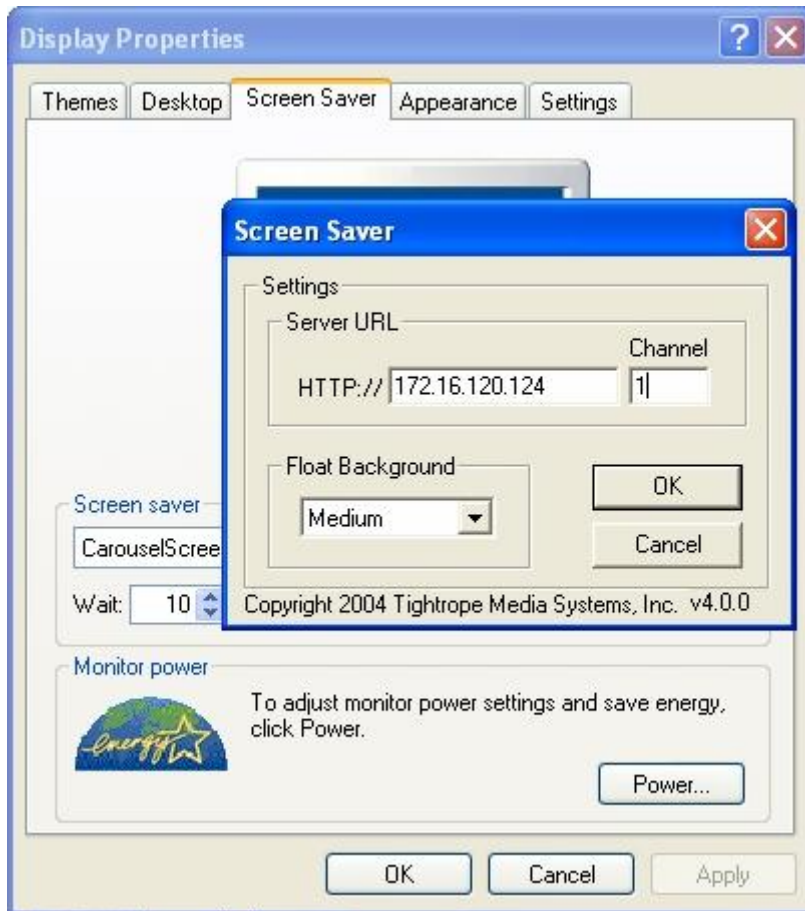 Display Properties
Themes Desktop Screen Saver Appearance Settings
Screen Saver
Settings
Server URL
Channel
HTTP:// 172.16.120.124 1
Float Background
Medium
OK
Cancel
Copyright 2004 Tightrope Media Systems, Inc. v4.0.0
Screen saver
CarouselScree
Wait: 10
Monitor power
energy
To adjust monitor power settings and save energy,
click Power.
Power...
OK Cancel Apply